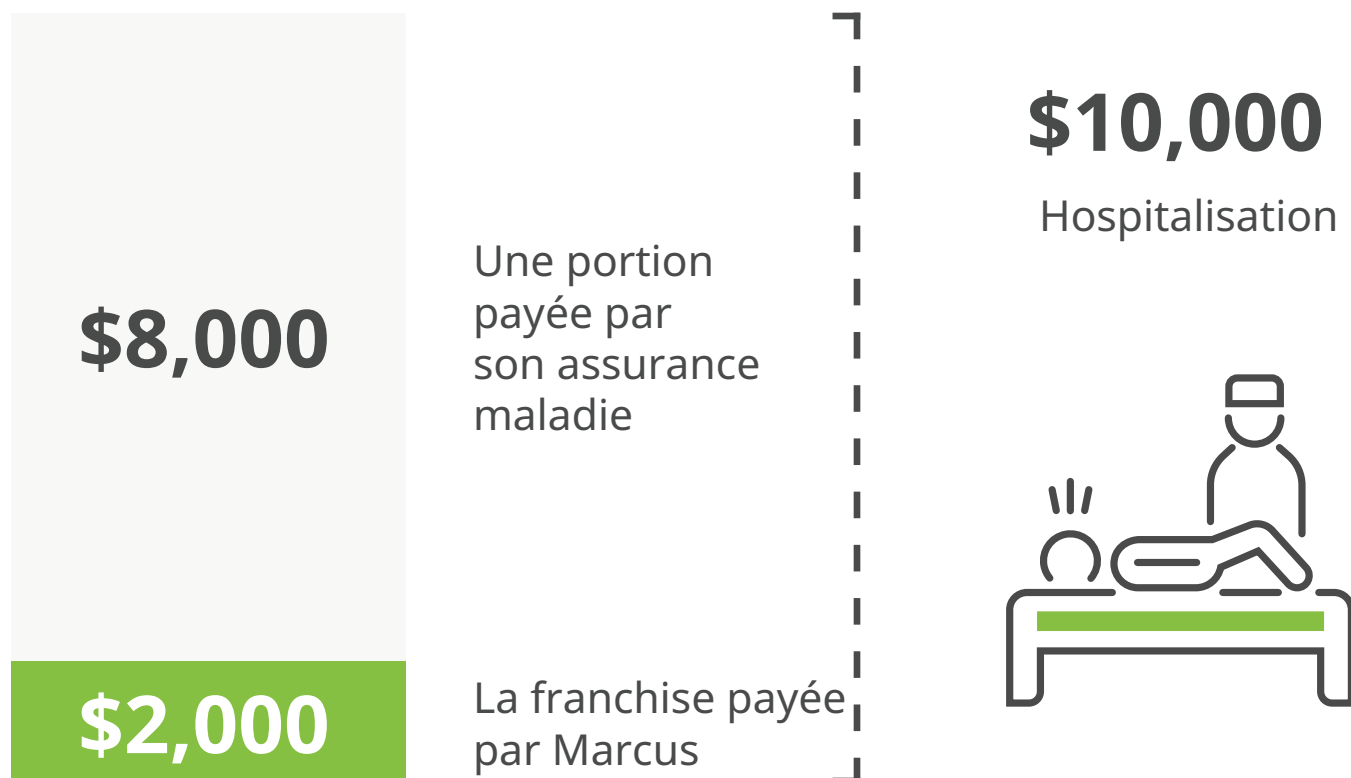 $10,000
Hospitalisation
$8,000
Une portion
payée par
son assurance
maladie
$2,000
La franchise payée
par Marcus